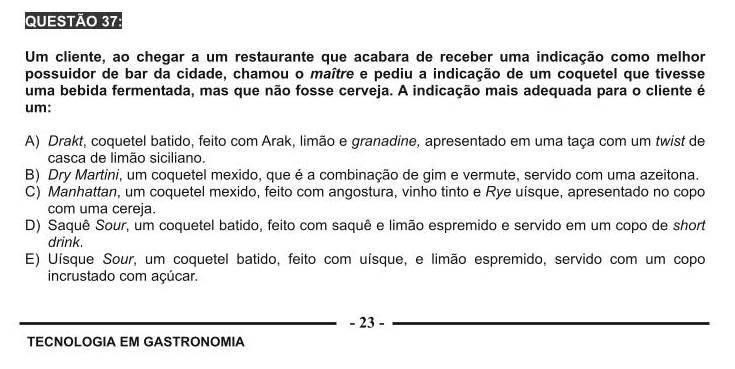 QUESTÃO 37:
Um cliente, ao chegar a um restaurante que acabara de receber uma indicação como melhor
possuidor de bar da cidade, chamou o maître e pediu a indicação de um coquetel que tivesse
uma bebida fermentada, mas que não fosse cerveja. A indicação mais adequada para o cliente é
um:
A) Drakt, coquetel batido, feito com Arak, limão e granadine, apresentado em uma taça com um twist de
casca de limão siciliano.
B) Dry Martini, um coquetel mexido, que é a combinação de gim e vermute, servido com uma azeitona.
C) Manhattan, um coquetel mexido, feito com angostura, vinho tinto e Rye uísque, apresentado no copo
com uma cereja.
D) Saquê Sour, um coquetel batido, feito com saquê e limão espremido e servido em um copo de short
drink.
E) Uísque Sour, um coquetel batido, feito com uísque, e limão espremido, servido com um copo
incrustado com açúcar.
- 23 -
TECNOLOGIA EM GASTRONOMIA